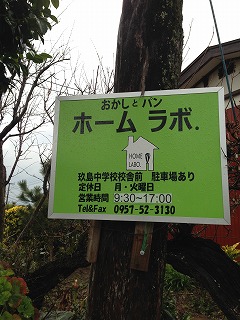 おかしとパン
ホーム ラボ.
HOME
LABO.
玖島中学校校舎前 駐車場あり
定休日 月・火曜日
営業時間 9:30〜17:00
Tel&Fax 0957-52-3130